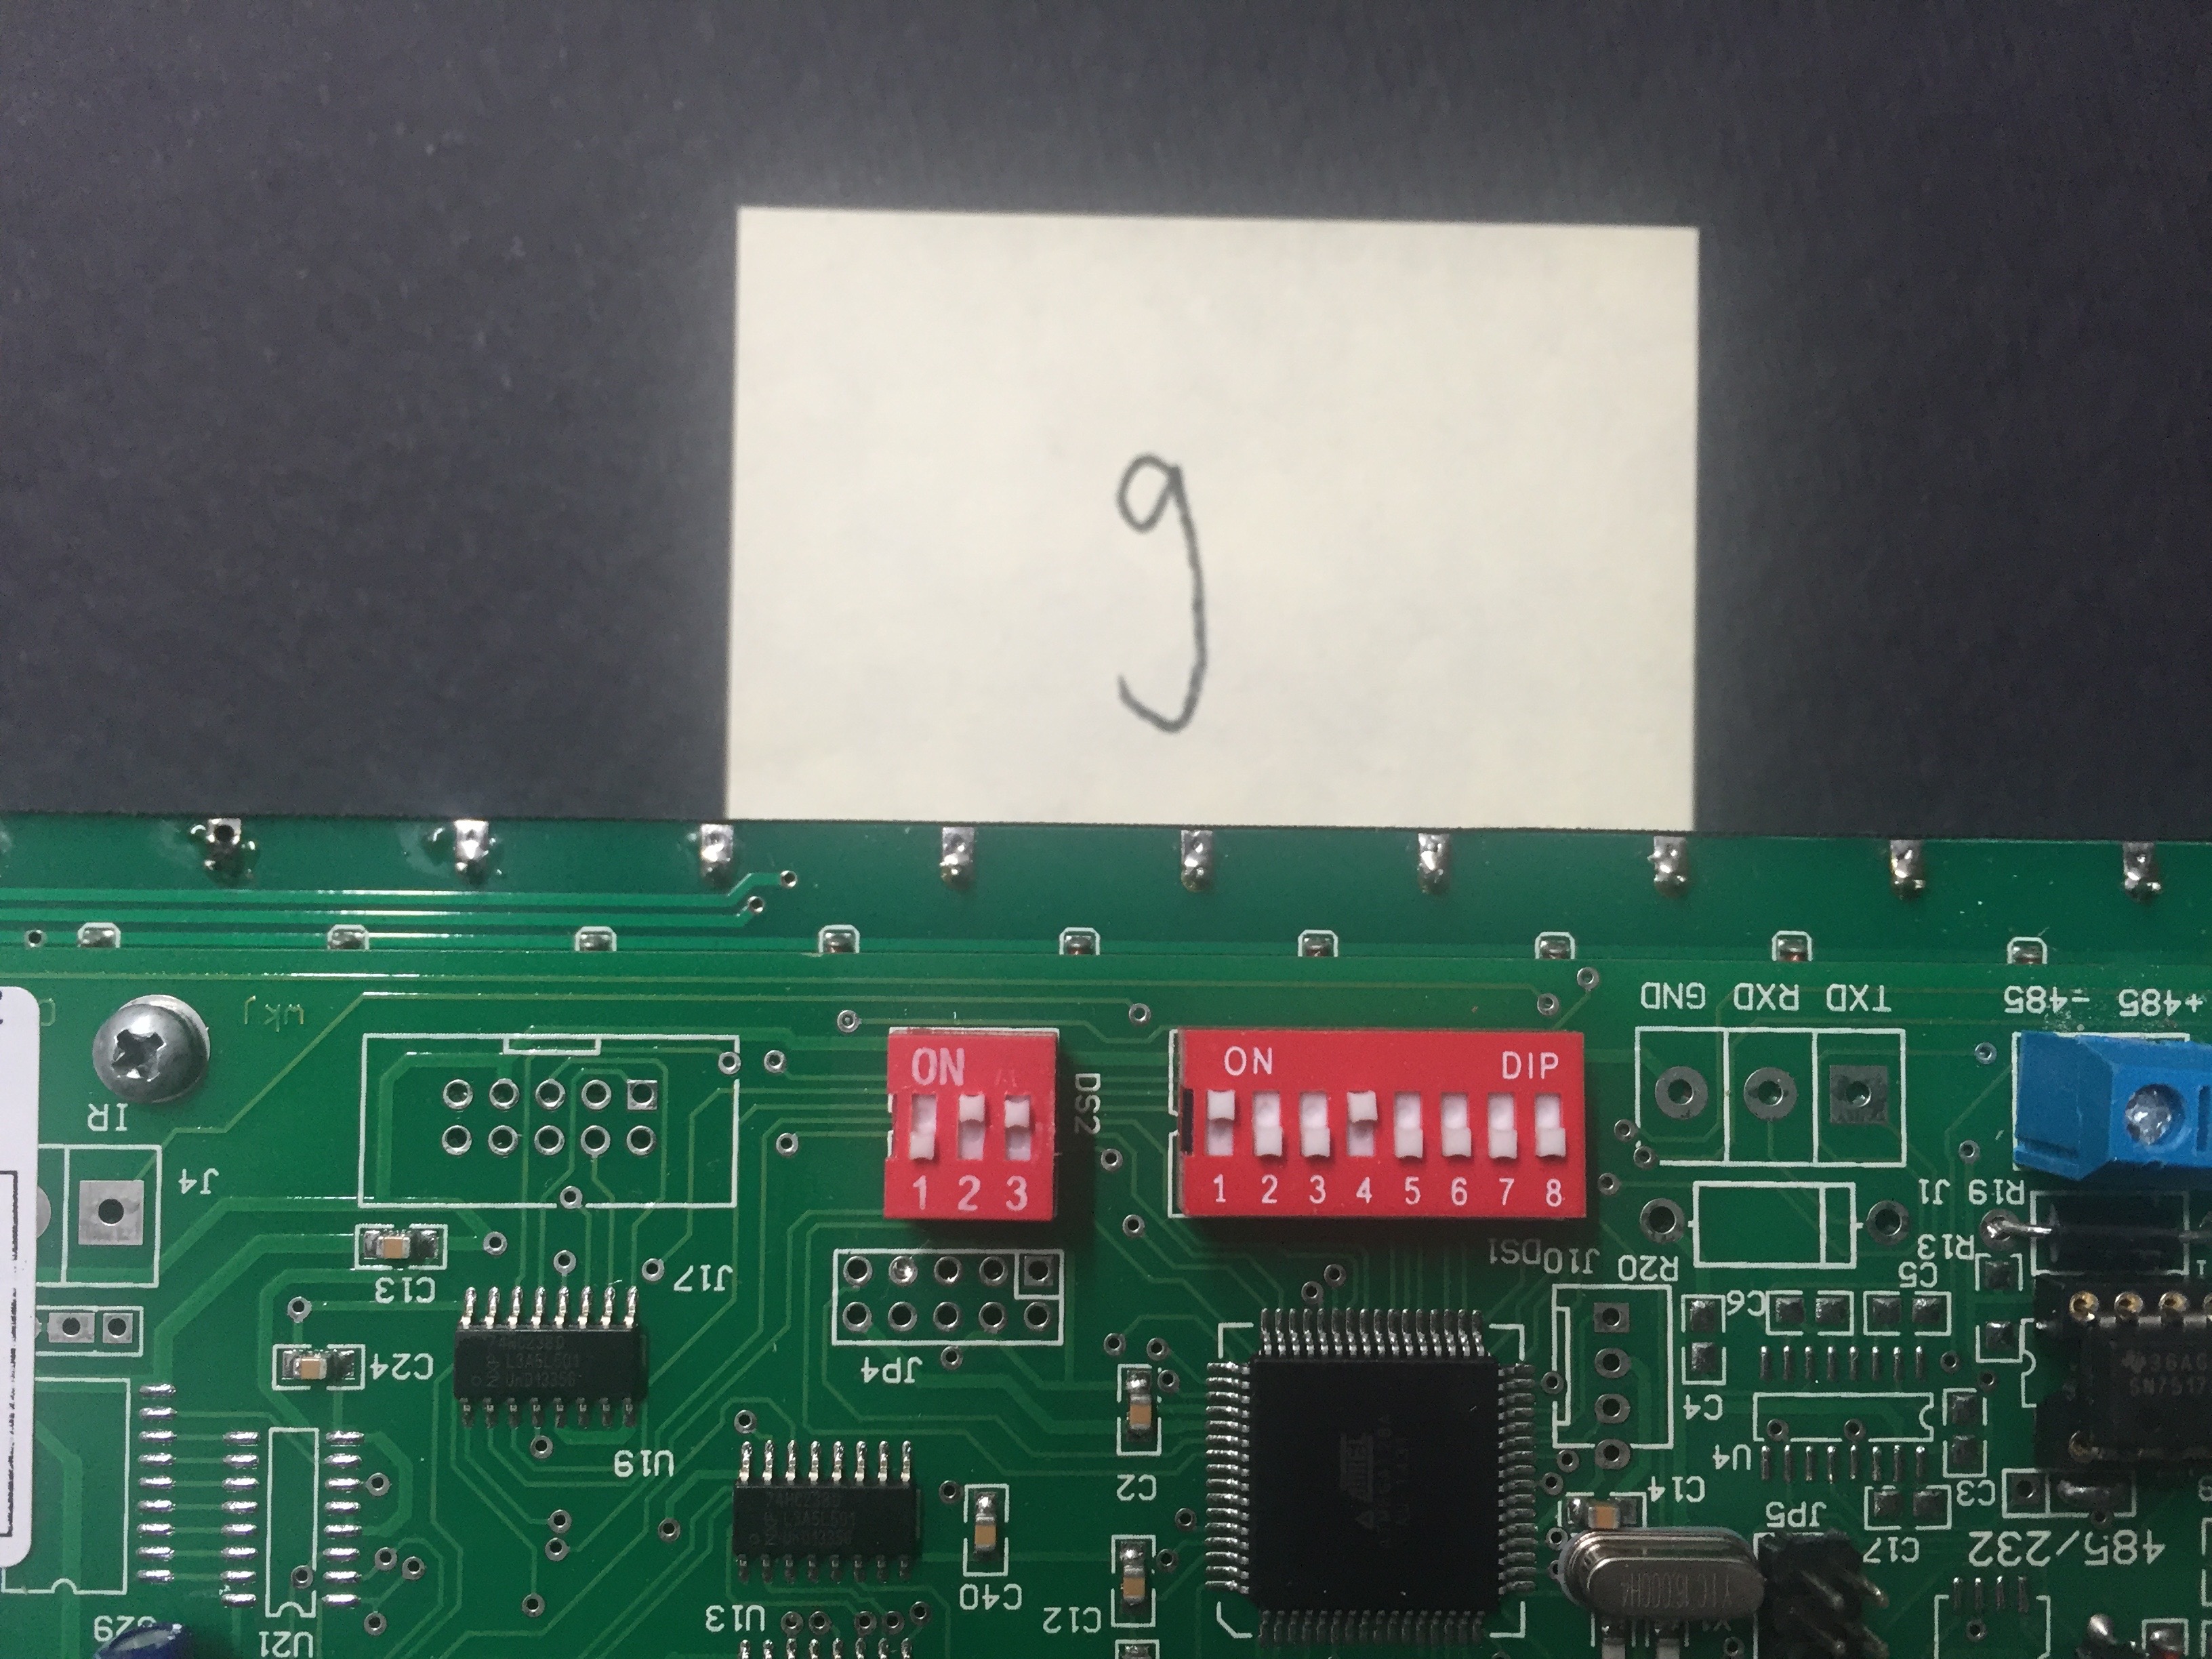 9
GND RXD TXD -485 +485
ON
1 2 3
DS2
ON DIP
1 2 3 4 5 6 7 8
DS1
IR
J4
J1
R19
R13
J10
R20
C13
J17
C5
C6
C24
JP4
C4
U4
U19
C2
C14
C3
JP5
C17
485/232
C40
C12
U13
U21
74HC238D
74HC238D